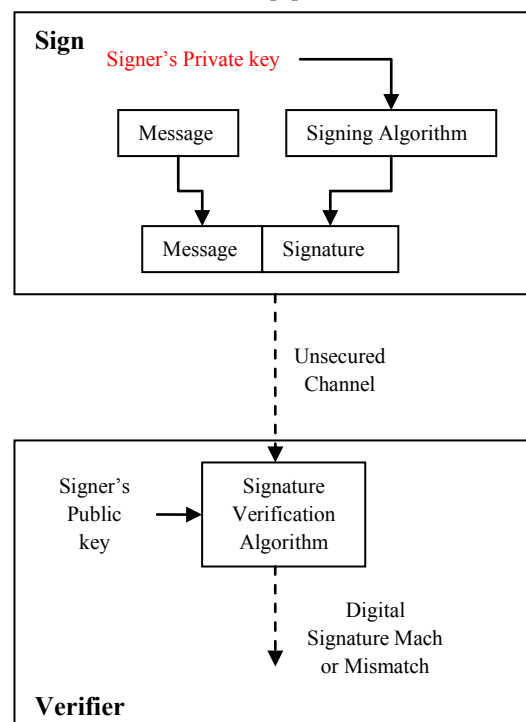 Sign
Signer's Private key
Message
Signing Algorithm
Message
Signature
Unsecured
Channel
Signer's
Public
key
Signature
Verification
Algorithm
Digital
Signature Mach
or Mismatch
Verifier